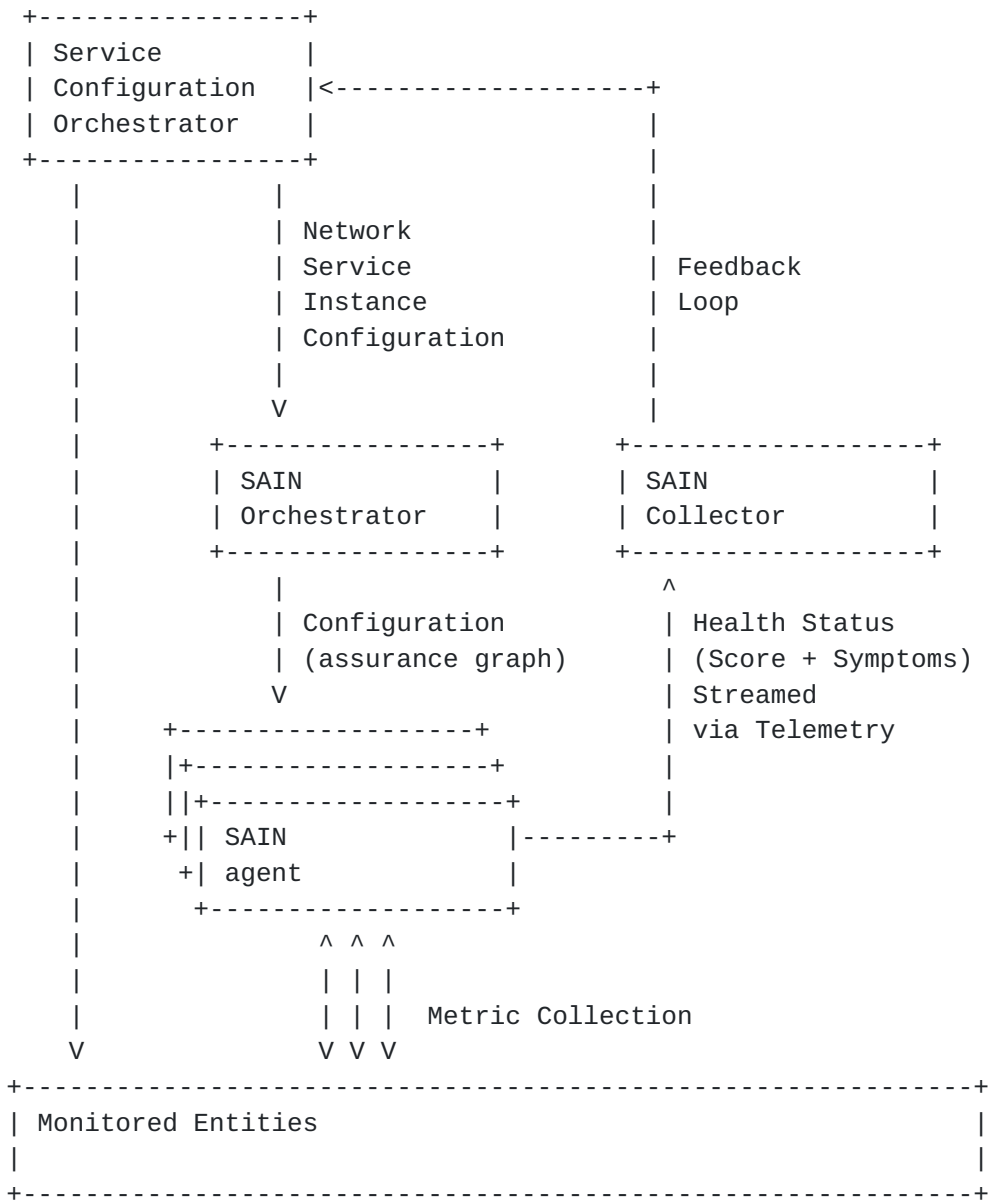 Service
Configuration
Orchestrator
Network
Service
Instance
Configuration
Feedback
Loop
SAIN
Orchestrator
SAIN
Collector
Configuration
(assurance graph)
Health Status
(Score + Symptoms)
Streamed
via Telemetry
SAIN
agent
Metric Collection
Monitored Entities